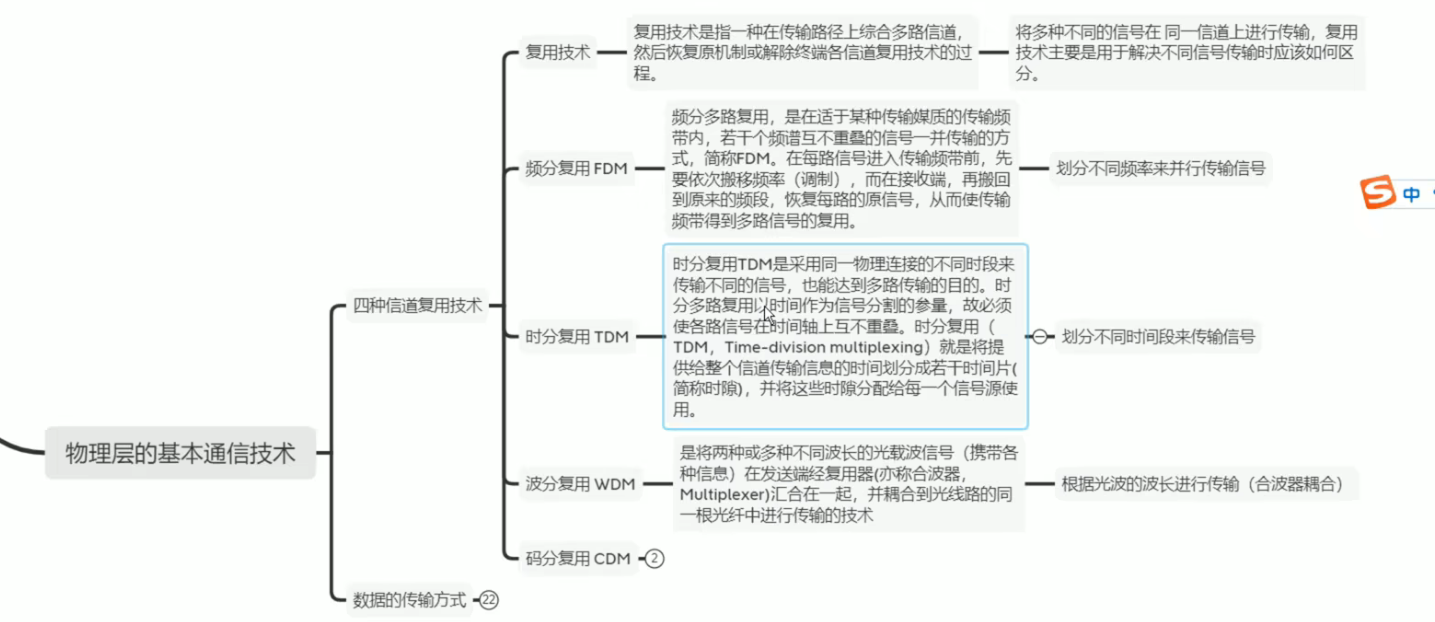 复用技术
复用技术是指一种在传输路径上综合多路信道，
然后恢复原机制或解除终端各信道复用技术的过
程。
将多种不同的信号在 同一信道上进行传输，复用
技术主要是用于解决不同信号传输时应该如何区
分。
频分复用 FDM
频分多路复用，是在适于某种传输媒质的传输频
带内，若干个频谱互不重叠的信号一并传输的方
式，简称FDM。在每路信号进入传输频带前，先
要依次搬移频率（调制），而在接收端，再搬回
到原来的频段，恢复每路的原信号，从而使传输
频带得到多路信号的复用。
划分不同频率来并行传输信号
中
四种信道复用技术
时分复用 TDM
时分复用TDM是采用同一物理连接的不同时段来
传输不同的信号，也能达到多路传输的目的。时
分多路复用以时间作为信号分割的参量，故必须
使各路信号在时间轴上互不重叠。时分复用（
TDM，Time-division multiplexing）就是将提
供给整个信道传输信息的时间划分成若干时间片(
简称时隙)，并将这些时隙分配给每一个信号源使
用。
划分不同时间段来传输信号
物理层的基本通信技术
波分复用 WDM
是将两种或多种不同波长的光载波信号（携带各
种信息）在发送端经复用器(亦称合波器，
Multiplexer)汇合在一起，并耦合到光线路的同
一根光纤中进行传输的技术
根据光波的波长进行传输（合波器耦合）
码分复用 CDM 2
数据的传输方式 22